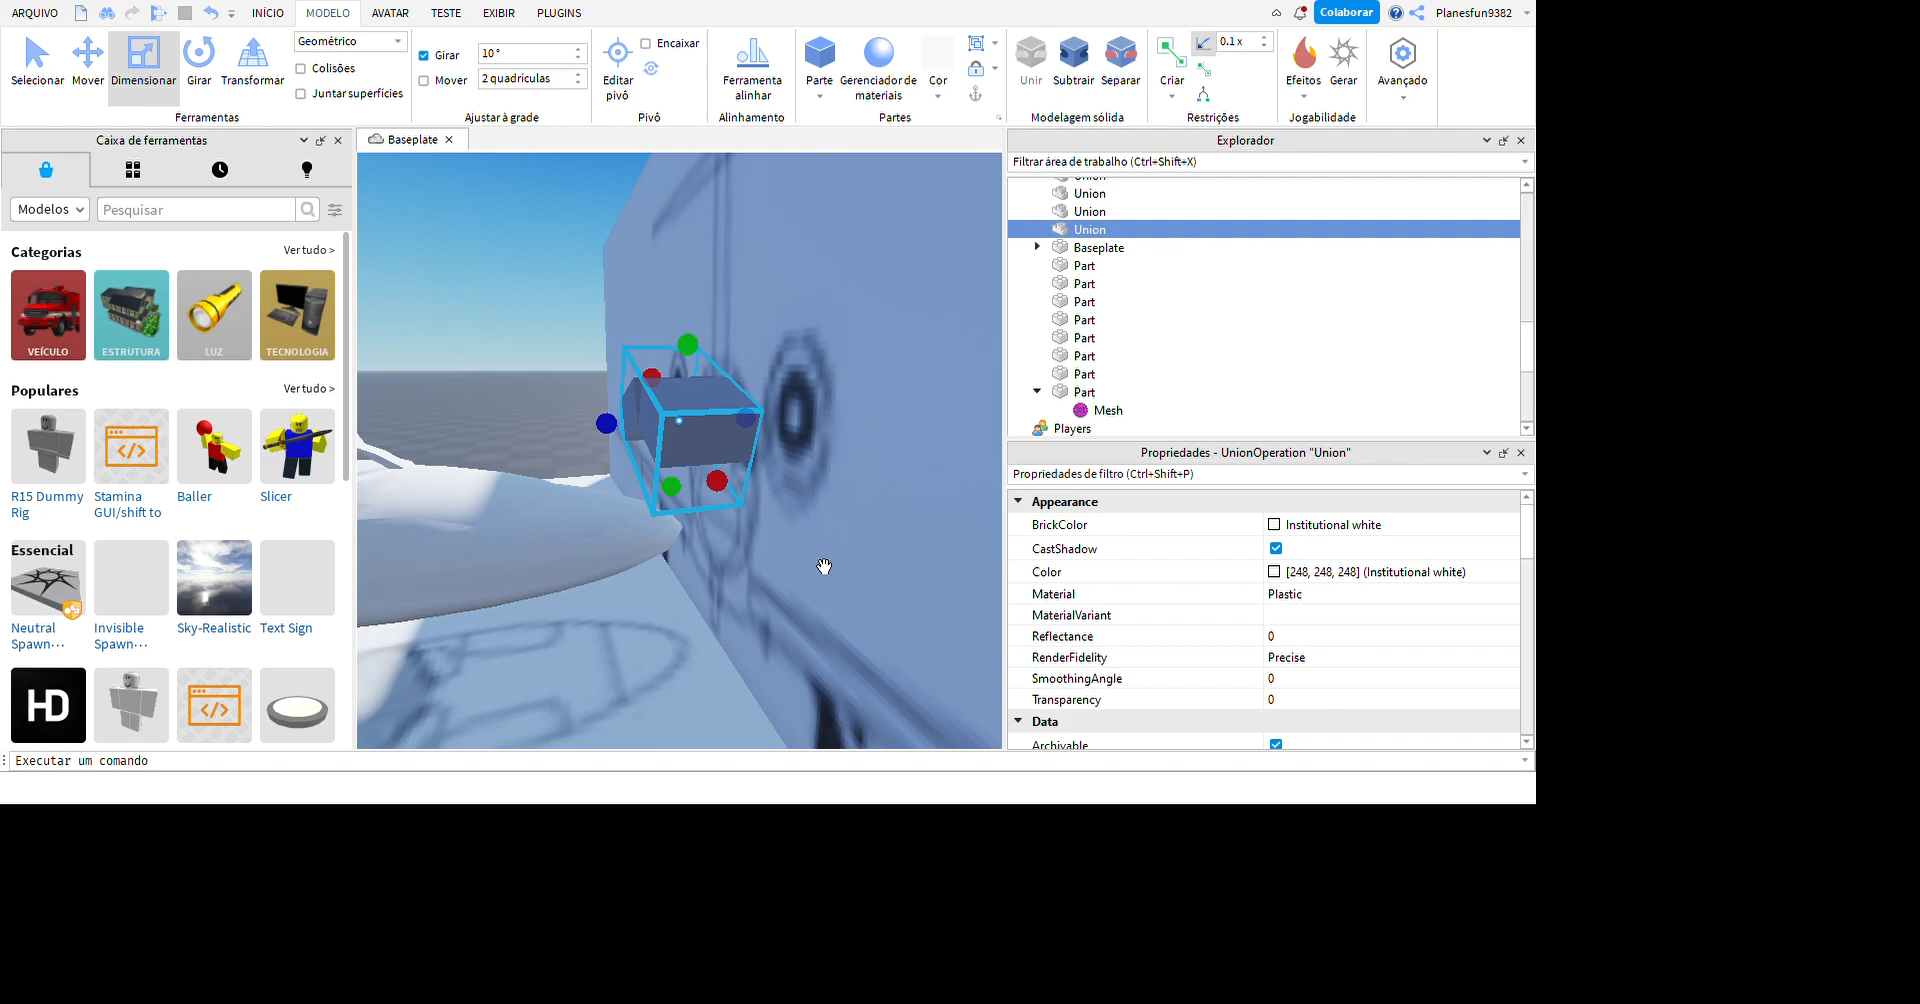 ARQUIVO INÍCIO MODELO AVATAR TESTE EXIBIR PLUGINS Colaborar Planesfun9382
Selecionar Mover Dimensionar Girar Transformar
Geométrico
Colisões
Juntar superfícies
Ferramentas
Girar 10 °
Mover 2 quadrículas
Ajustar à grade
Editar pivô
Encaixar
Pivô
Ferramenta alinhar
Alinhamento
Parte
Gerenciador de materiais
Cor
Partes
Unir Subtrair Separar
Modelagem sólida
Criar
0.1 x
Restrições
Efeitos Gerar
Jogabilidade
Avançado
Caixa de ferramentas
Modelos
Pesquisar
Categorias Ver tudo >
VEÍCULO ESTRUTURA LUZ TECNOLOGIA
Populares Ver tudo >
R15 Dummy Rig
Stamina GUI/shift to
Baller
Slicer
Essencial
Neutral Spawn···
Invisible Spawn···
Sky-Realistic
Text Sign
HD
Baseplate
Explorador
Filtrar área de trabalho (Ctrl+Shift+X)
Union
Union
Union
Union
Baseplate
Part
Part
Part
Part
Part
Part
Part
Part
Mesh
Players
Propriedades - UnionOperation "Union"
Propriedades de filtro (Ctrl+Shift+P)
Appearance
BrickColor Institutional white
CastShadow
Color [248, 248, 248] (Institutional white)
Material Plastic
MaterialVariant
Reflectance 0
RenderFidelity Precise
SmoothingAngle 0
Transparency 0
Data
Archivable
Executar um comando